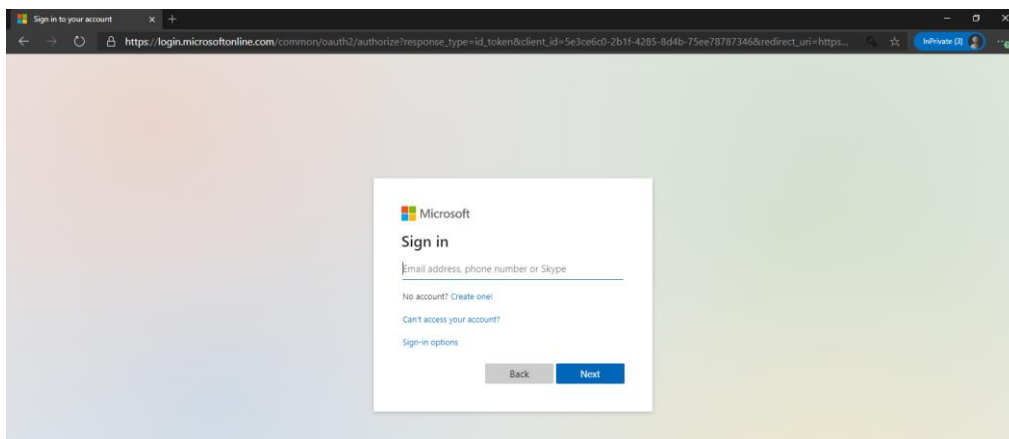 Sign in to your account
https://login.microsoftonline.com/common/oauth2/authorize?response_type=id_token&client_id=5e3ce6c0-2b1f-4285-8d4b-75ee78787346&redirect_uri=https...
InPrivate [3]
Microsoft
Sign in
Email address, phone number or Skype
No account? Create one!
Can't access your account?
Sign-in options
Back
Next